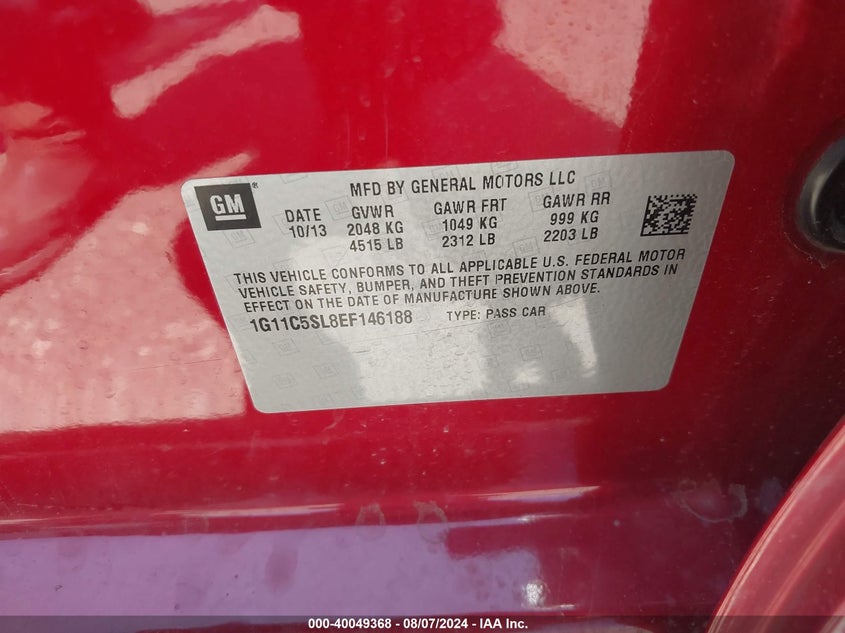 GM
MFD BY GENERAL MOTORS LLC
DATE GVWR GAWR FRT GAWR RR
10/13 2048 KG 1049 KG 999 KG
4515 LB 2312 LB 2203 LB
THIS VEHICLE CONFORMS TO ALL APPLICABLE U.S. FEDERAL MOTOR
VEHICLE SAFETY, BUMPER, AND THEFT PREVENTION STANDARDS IN
EFFECT ON THE DATE OF MANUFACTURE SHOWN ABOVE.
1G11C5SL8EF146188 TYPE: PASS CAR
000-40049368 - 08/07/2024 - IAA Inc.